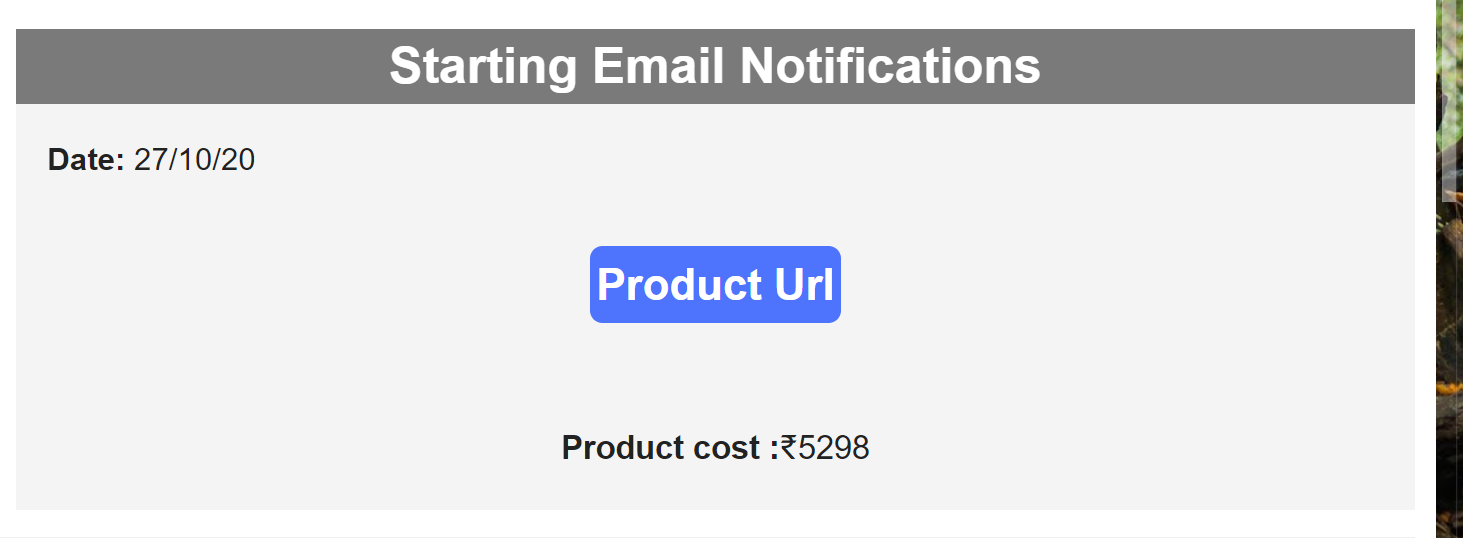 Starting Email Notifications
Date: 27/10/20
Product Url
Product cost :₹5298